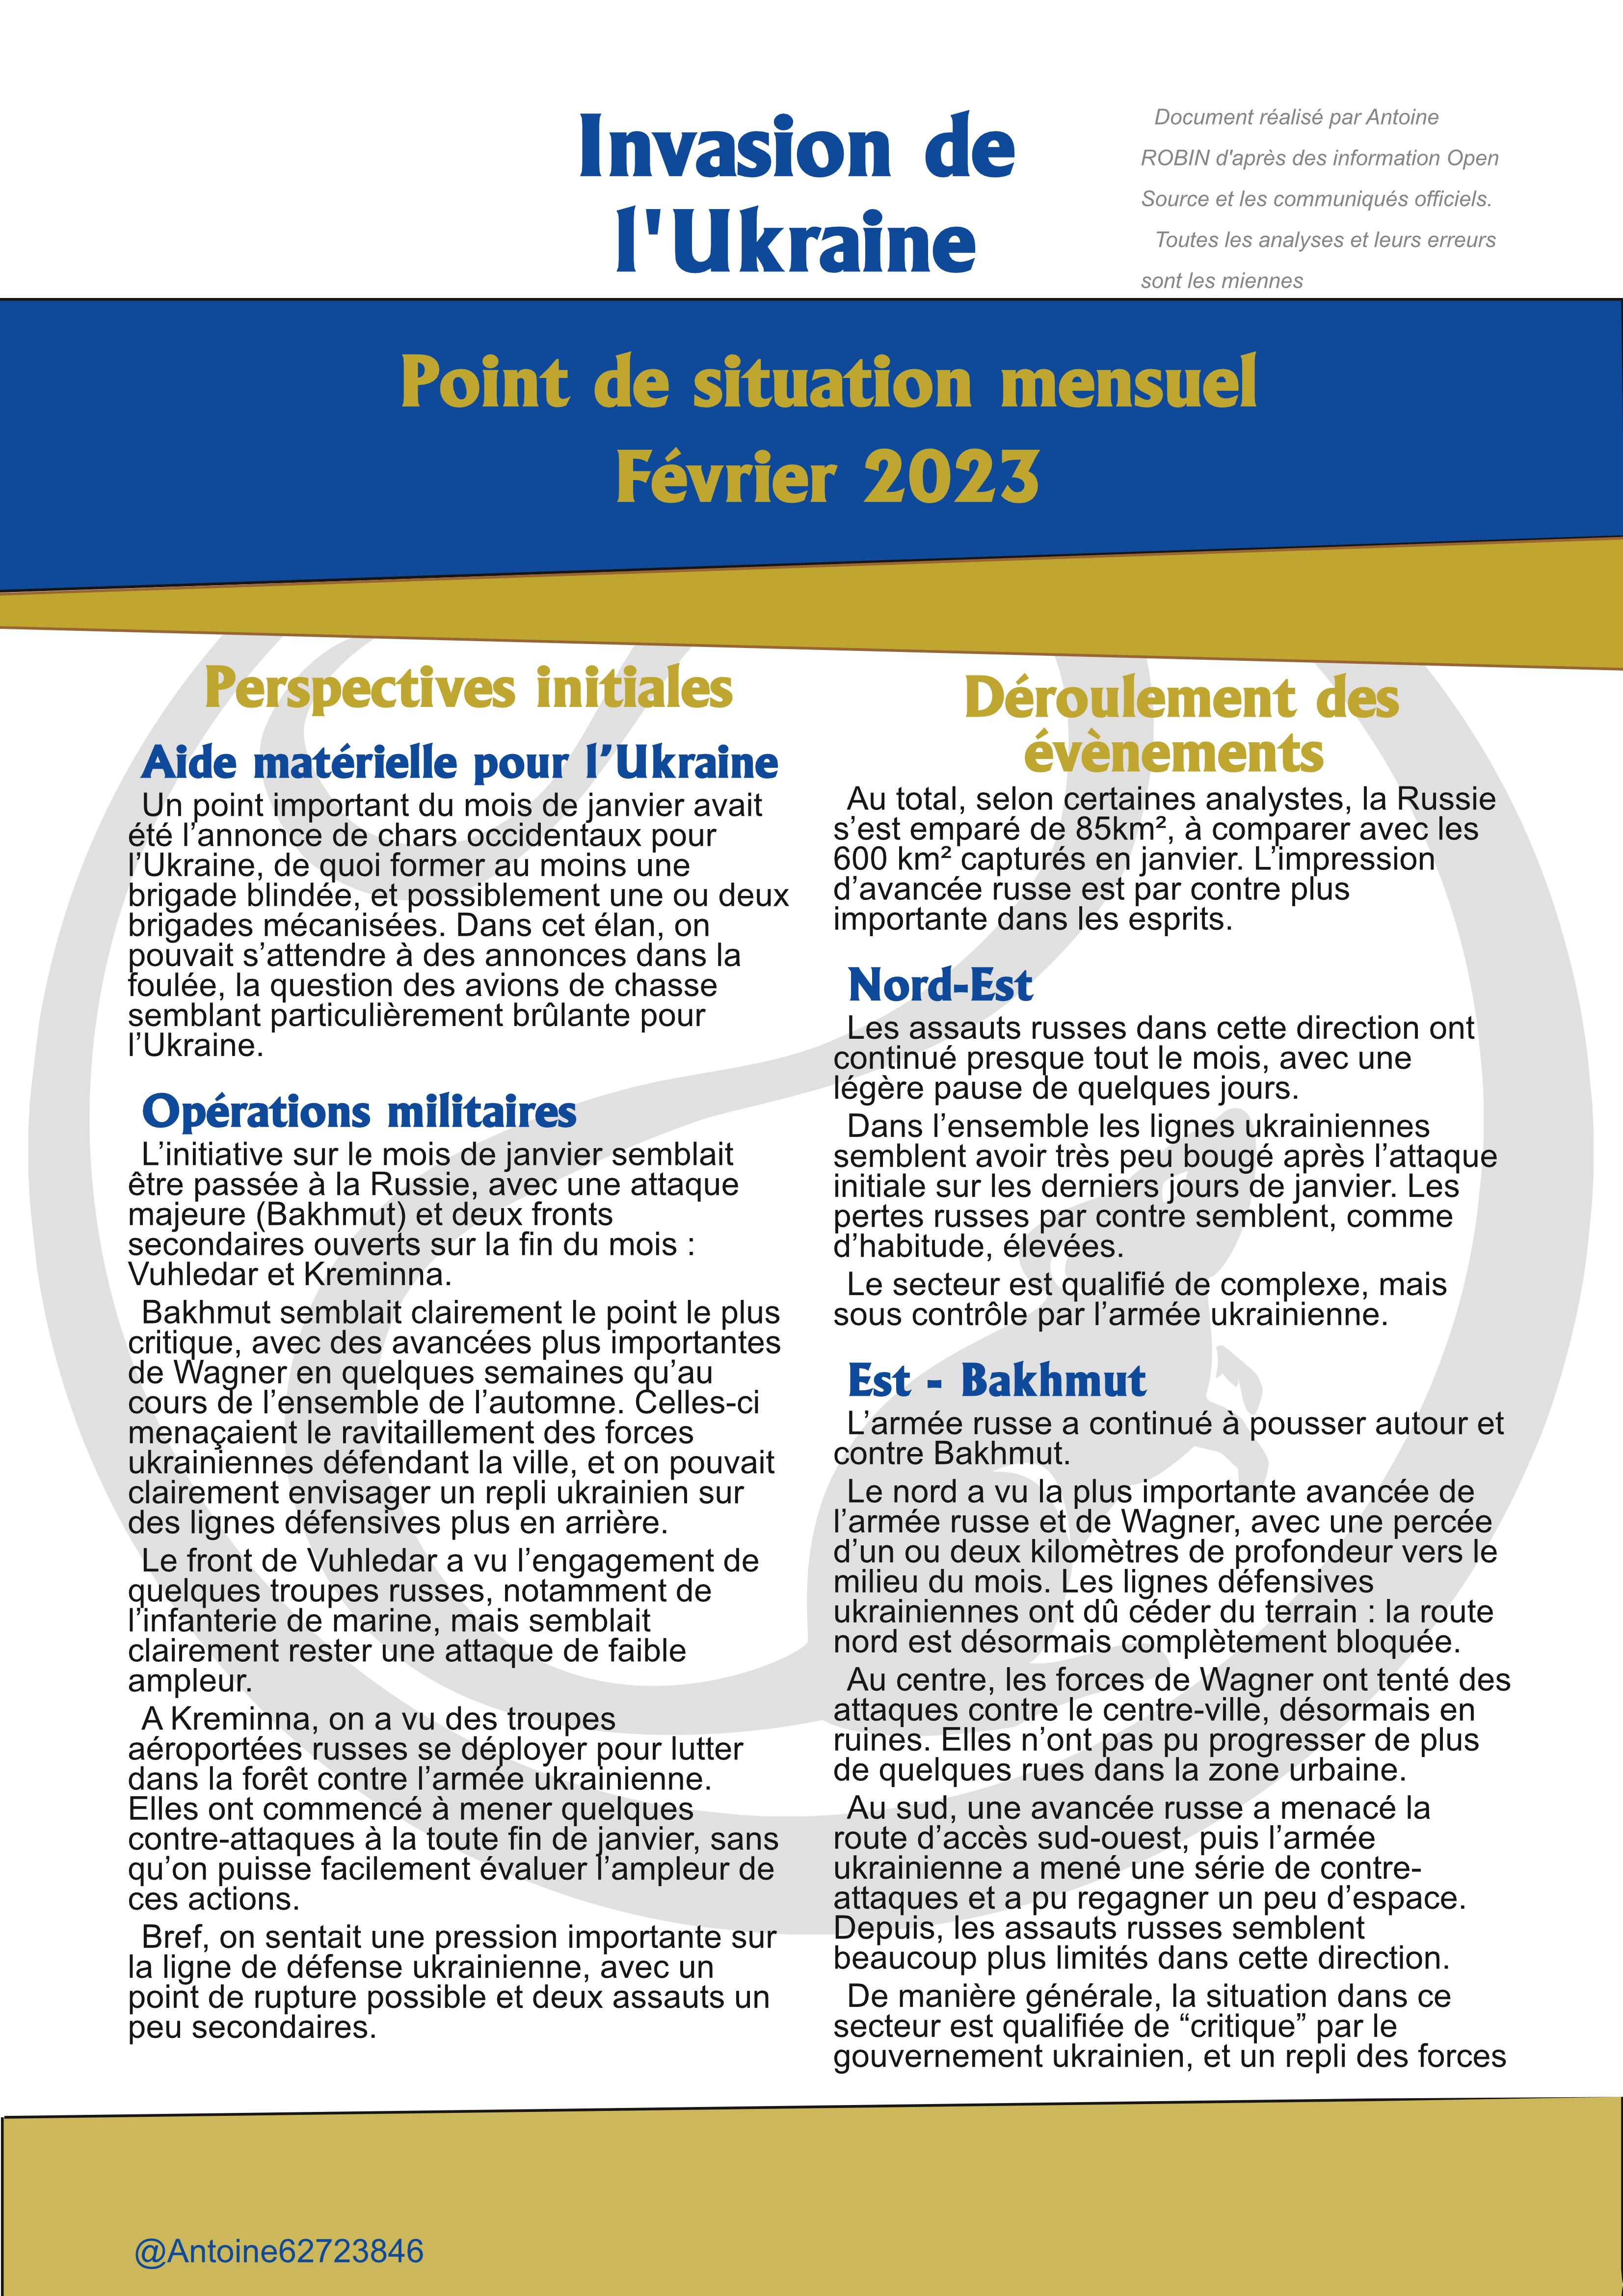 Invasion de
l'Ukraine
Document réalisé par Antoine
ROBIN d'après des information Open
Source et les communiqués officiels.
Toutes les analyses et leurs erreurs
sont les miennes
Point de situation mensuel
Février 2023
Perspectives initiales
Aide matérielle pour l’Ukraine
Un point important du mois de janvier avait
été l’annonce de chars occidentaux pour
l’Ukraine, de quoi former au moins une
brigade blindée, et possiblement une ou deux
brigades mécanisées. Dans cet élan, on
pouvait s’attendre à des annonces dans la
foulée, la question des avions de chasse
semblant particulièrement brûlante pour
l’Ukraine.
Opérations militaires
L’initiative sur le mois de janvier semblait
être passée à la Russie, avec une attaque
majeure (Bakhmut) et deux fronts
secondaires ouverts sur la fin du mois :
Vuhledar et Kreminna.
Bakhmut semblait clairement le point le plus
critique, avec des avancées plus importantes
de Wagner en quelques semaines qu’au
cours de l’ensemble de l’automne. Celles-ci
menaçaient le ravitaillement des forces
ukrainiennes défendant la ville, et on pouvait
clairement envisager un repli ukrainien sur
des lignes défensives plus en arrière.
Le front de Vuhledar a vu l’engagement de
quelques troupes russes, notamment de
l’infanterie de marine, mais semblait
clairement rester une attaque de faible
ampleur.
A Kreminna, on a vu des troupes
aéroportées russes se déployer pour lutter
dans la forêt contre l’armée ukrainienne.
Elles ont commencé à mener quelques
contre-attaques à la toute fin de janvier, sans
qu’on puisse facilement évaluer l’ampleur de
ces actions.
Bref, on sentait une pression importante sur
la ligne de défense ukrainienne, avec un
point de rupture possible et deux assauts un
peu secondaires.
Déroulement des
évènements
Au total, selon certaines analystes, la Russie
s’est emparé de 85km², à comparer avec les
600 km² capturés en janvier. L’impression
d’avancée russe est par contre plus
importante dans les esprits.
Nord-Est
Les assauts russes dans cette direction ont
continué presque tout le mois, avec une
légère pause de quelques jours.
Dans l’ensemble les lignes ukrainiennes
semblent avoir très peu bougé après l’attaque
initiale sur les derniers jours de janvier. Les
pertes russes par contre semblent, comme
d’habitude, élevées.
Le secteur est qualifié de complexe, mais
sous contrôle par l’armée ukrainienne.
Est - Bakhmut
L’armée russe a continué à pousser autour et
contre Bakhmut.
Le nord a vu la plus importante avancée de
l’armée russe et de Wagner, avec une percée
d’un ou deux kilomètres de profondeur vers le
milieu du mois. Les lignes défensives
ukrainiennes ont dû céder du terrain : la route
nord est désormais complètement bloquée.
Au centre, les forces de Wagner ont tenté des
attaques contre le centre-ville, désormais en
ruines. Elles n’ont pas pu progresser de plus
de quelques rues dans la zone urbaine.
Au sud, une avancée russe a menacé la
route d’accès sud-ouest, puis l’armée
ukrainienne a mené une série de contre-
attaques et a pu regagner un peu d’espace.
Depuis, les assauts russes semblent
beaucoup plus limités dans cette direction.
De manière générale, la situation dans ce
secteur est qualifiée de “critique” par le
gouvernement ukrainien, et un repli des forces
@Antoine62723846